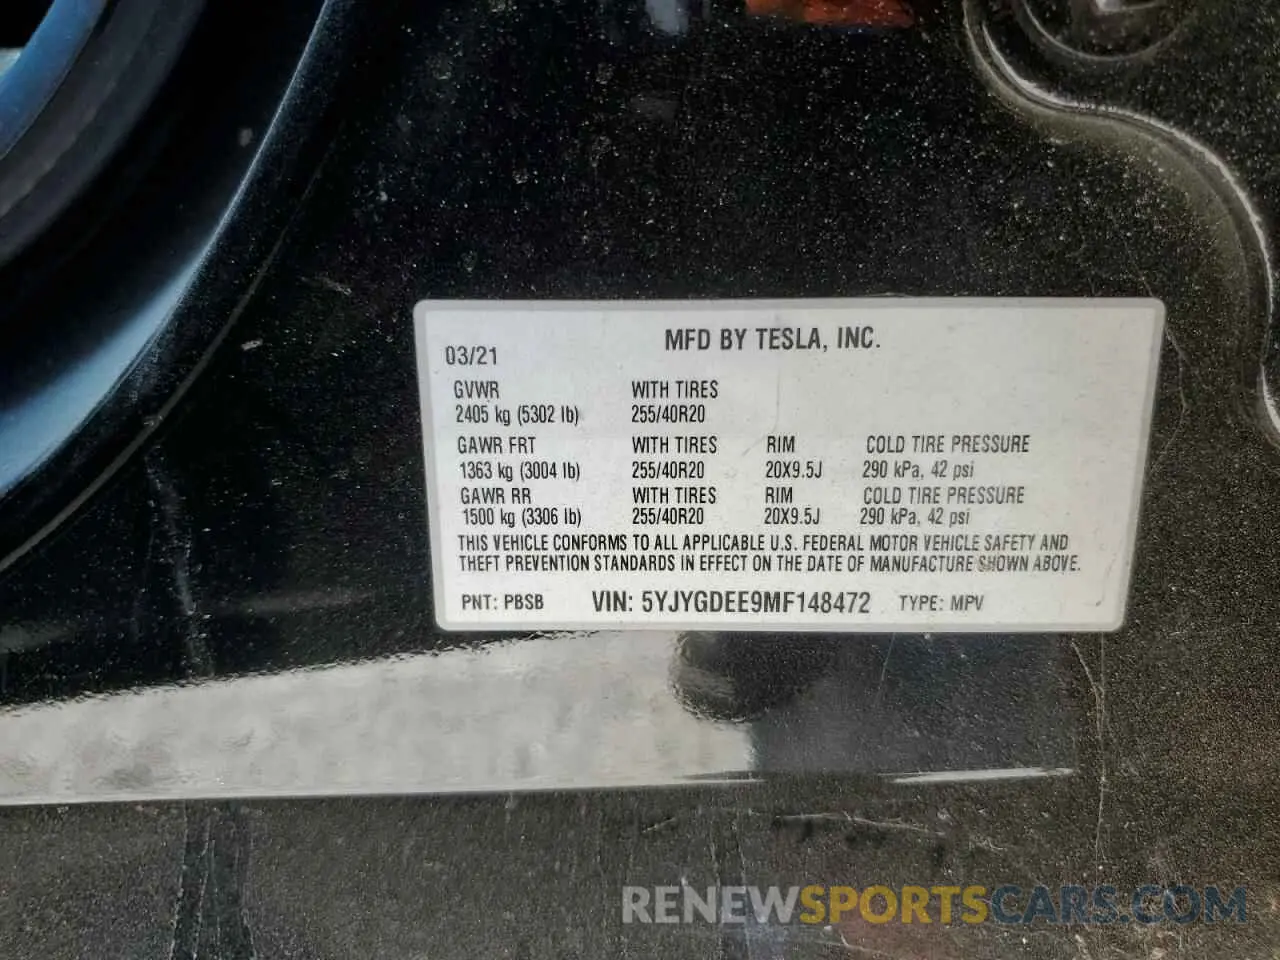 MFD BY TESLA, INC.
03/21
GVWR WITH TIRES
2405 kg (5302 lb) 255/40R20
GAWR FRT WITH TIRES RIM COLD TIRE PRESSURE
1363 kg (3004 lb) 255/40R20 20X9.5J 290 kPa, 42 psi
GAWR RR WITH TIRES RIM COLD TIRE PRESSURE
1500 kg (3306 lb) 255/40R20 20X9.5J 290 kPa, 42 psi
THIS VEHICLE CONFORMS TO ALL APPLICABLE U.S. FEDERAL MOTOR VEHICLE SAFETY AND
THEFT PREVENTION STANDARDS IN EFFECT ON THE DATE OF MANUFACTURE SHOWN ABOVE.
PNT: PBSB VIN: 5YJYGDEE9MF148472 TYPE: MPV
RENEWSPORTSCARS.COM